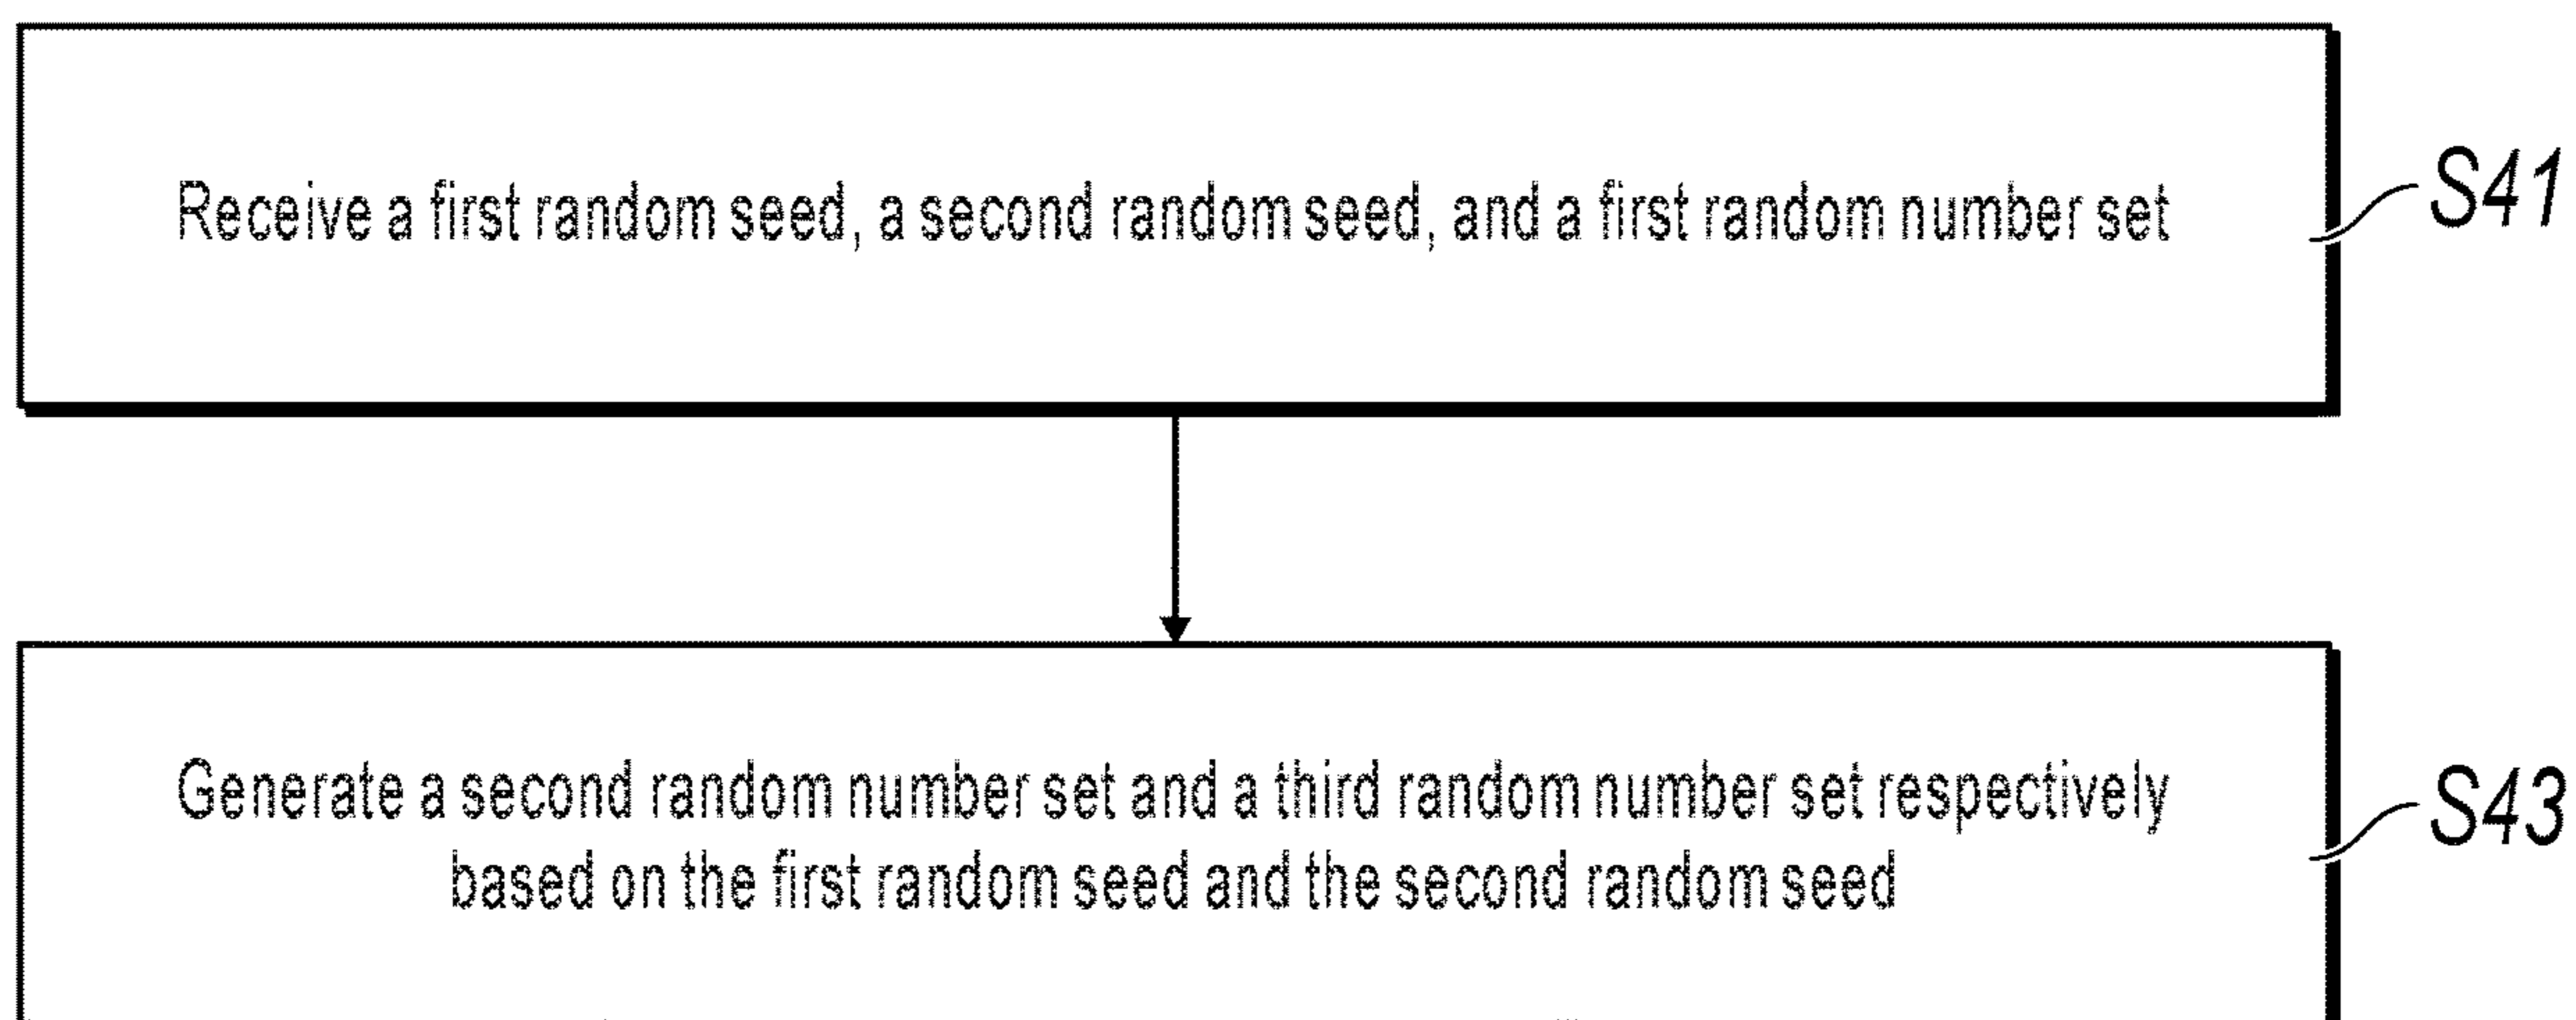 Receive a first random seed, a second random seed, and a first random number set
S41
Generate a second random number set and a third random number set respectively
based on the first random seed and the second random seed
S43